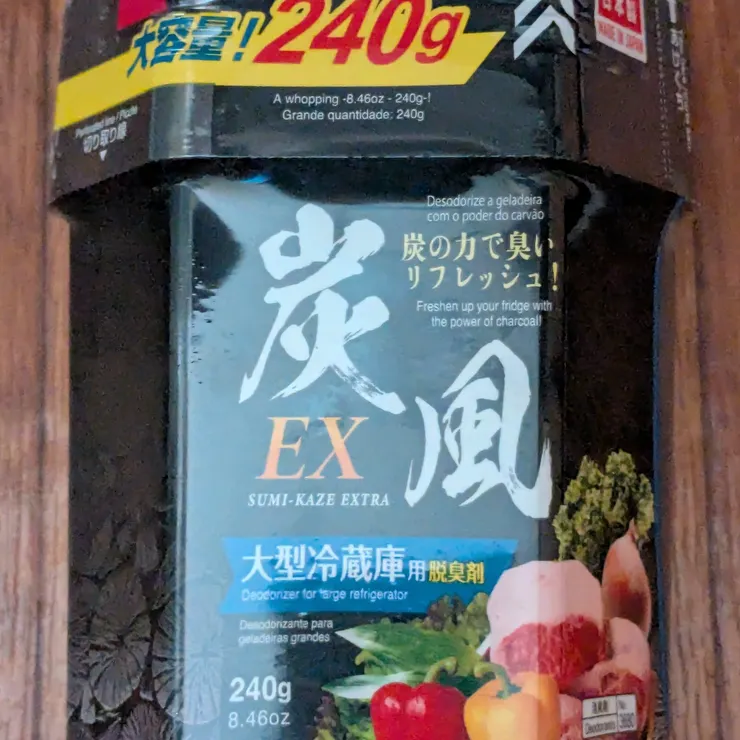 大容量! 240g
A whopping -8.46oz - 240g-!
Grande quantidade: 240g
日本製
MADE IN JAPAN
切り取り線
Desodorize a geladeira
com o poder do carvão
炭の力で臭い
リフレッシュ!
Freshen up your fridge with
the power of charcoal!
炭風
EX
SUMI-KAZE EXTRA
大型冷蔵庫用脱臭剤
Deodorizer for large refrigerator
Desodorizante para
geladeiras grandes
240g
8.46oz